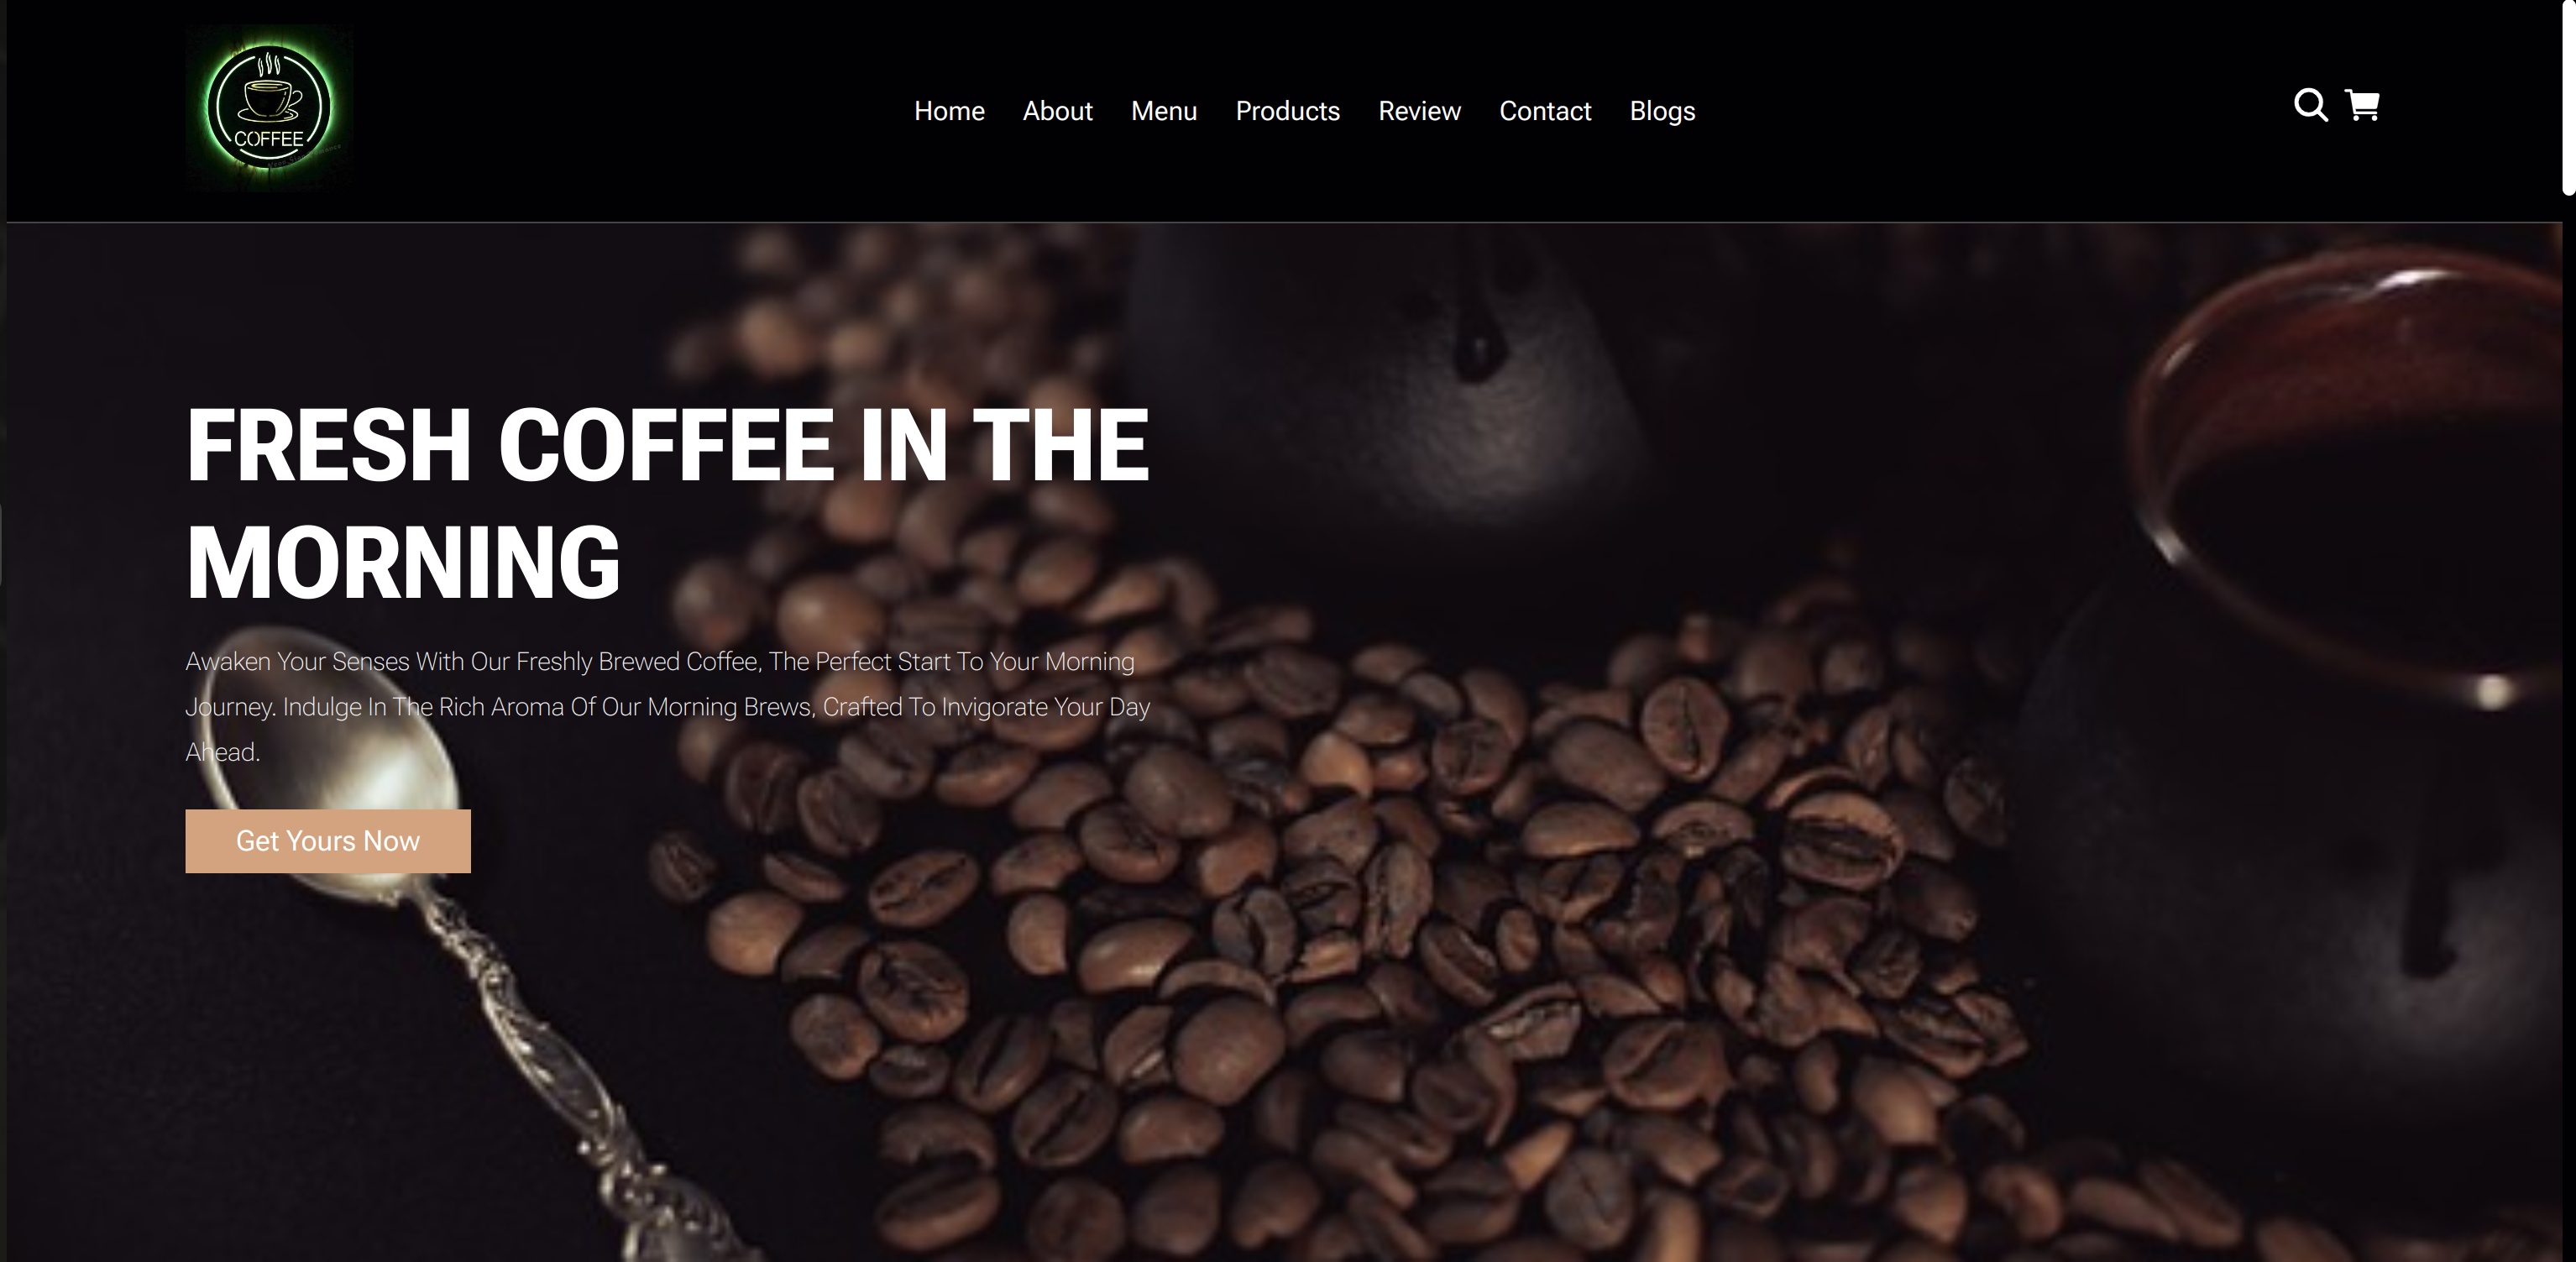 COFFEE
Home About Menu Products Review Contact Blogs
FRESH COFFEE IN THE
MORNING
Awaken Your Senses With Our Freshly Brewed Coffee, The Perfect Start To Your Morning
Journey. Indulge In The Rich Aroma Of Our Morning Brews, Crafted To Invigorate Your Day
Ahead.
Get Yours Now